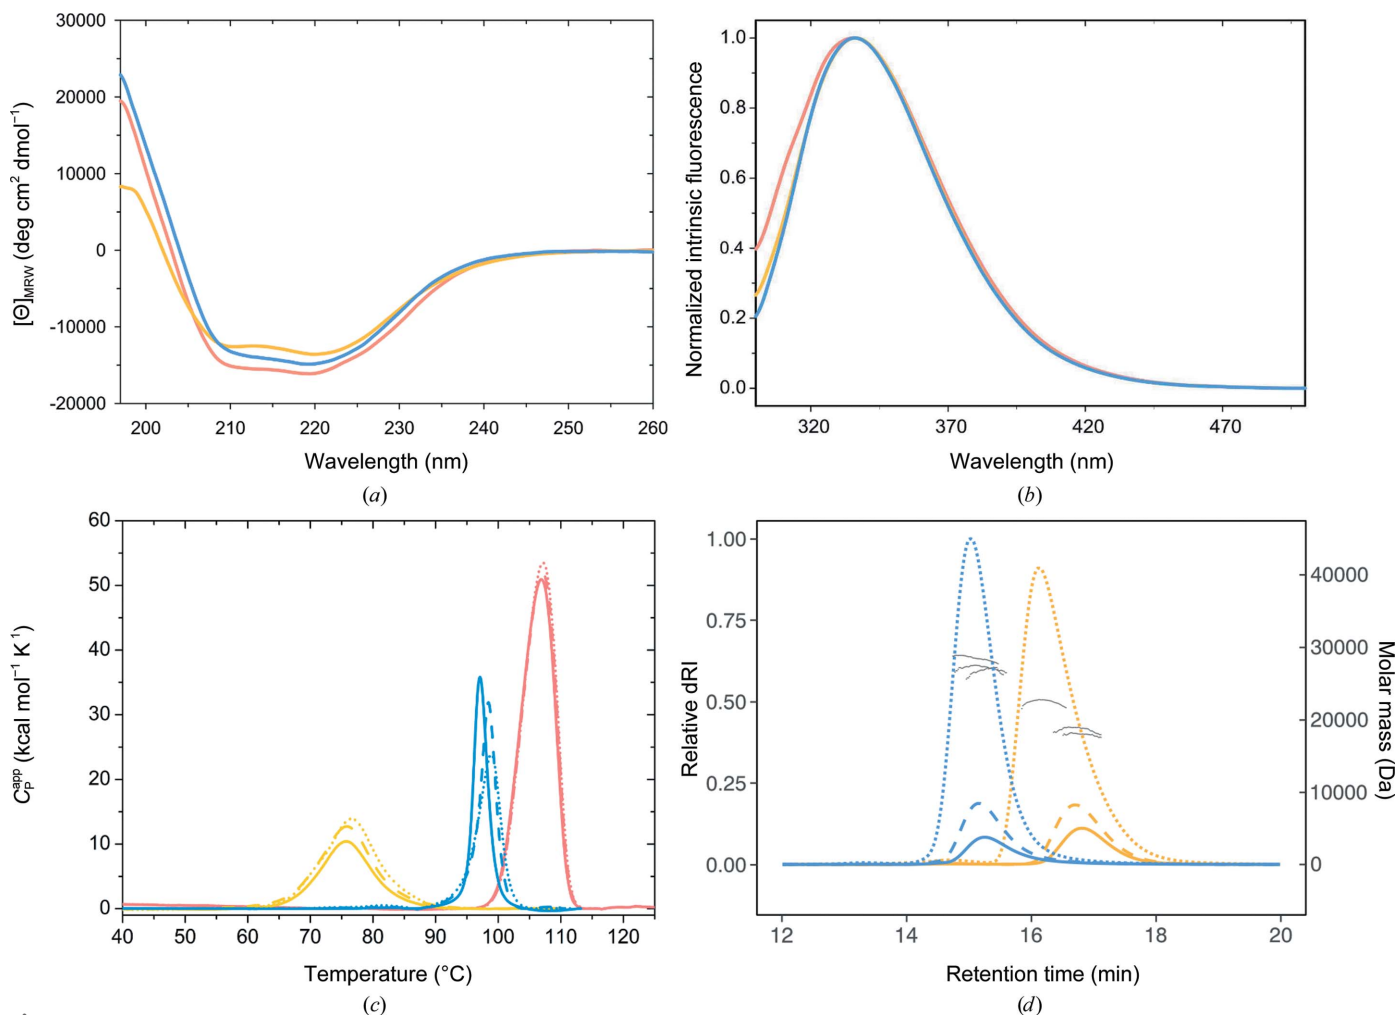 30000
20000
10000
0
-10000
-20000
[Θ]MRW (deg cm² dmol⁻¹)
200 210 220 230 240 250 260
Wavelength (nm)
(a)
1.0
0.8
0.6
0.4
0.2
0.0
Normalized intrinsic fluorescence
320 370 420 470
Wavelength (nm)
(b)
60
50
40
30
20
10
0
CPapp (kcal mol⁻¹ K⁻¹)
40 50 60 70 80 90 100 110 120
Temperature (°C)
(c)
1.00
0.75
0.50
0.25
0.00
Relative dRI
40000
30000
20000
10000
0
Molar mass (Da)
12 14 16 18 20
Retention time (min)
(d)